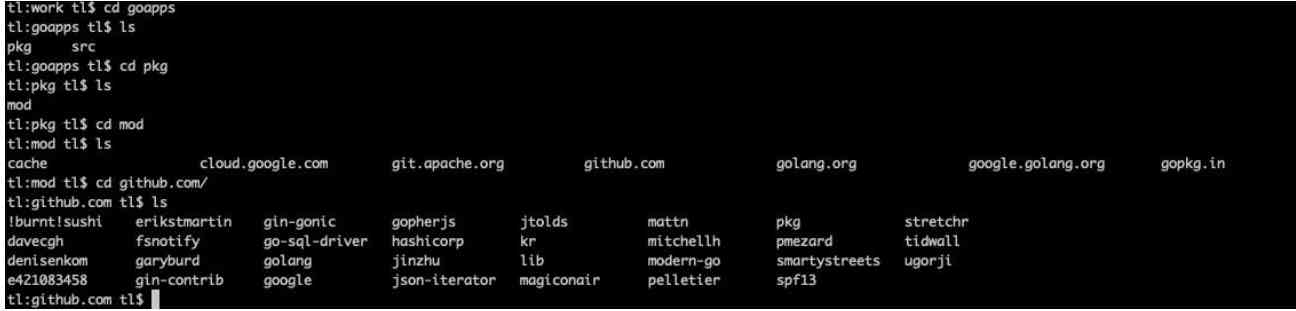 tl:work tl$ cd goapps
tl:goapps tl$ ls
pkg src
tl:goapps tl$ cd pkg
tl:pkg tl$ ls
mod
tl:pkg tl$ cd mod
tl:mod tl$ ls
cache cloud.google.com git.apache.org github.com golang.org google.golang.org gopkg.in
tl:mod tl$ cd github.com/
tl:github.com tl$ ls
!burnt!sushi erikstmartin gin-gonic gopherjs jtolds mattn pkg stretchr
davecgh fsnotify go-sql-driver hashicorp kr mitchellh pmezard tidwall
denisenkom garyburd golang jinzhu lib modern-go smartystreets ugorji
e421083458 gin-contrib google json-iterator magiconair pelletier spf13
tl:github.com tl$